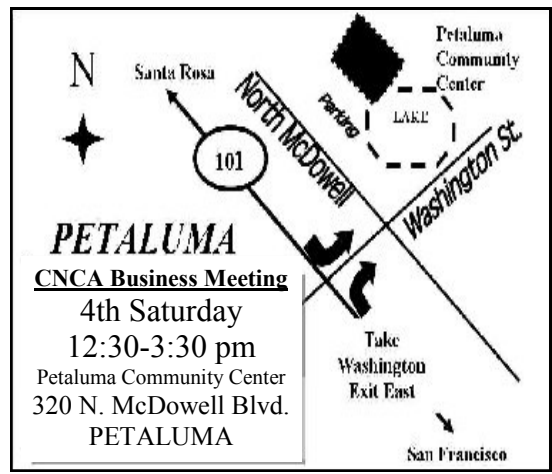 N
Santa Rosa
101
North McDowell
Parking
LAKE
Petaluma
Community
Center
Washington St.
PETALUMA
CNCA Business Meeting
4th Saturday
12:30-3:30 pm
Petaluma Community Center
320 N. McDowell Blvd.
PETALUMA
Take
Washington
Exit East
San Francisco